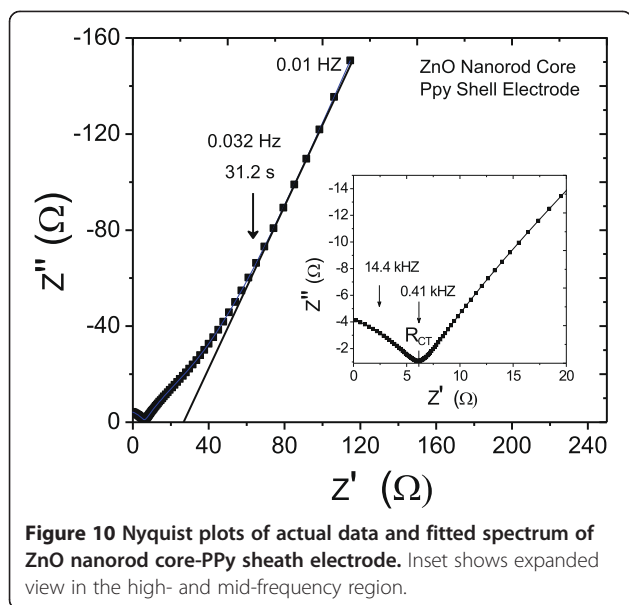 -160
-120
-80
-40
0
Z" (Ω)
0.01 HZ
ZnO Nanorod Core
Ppy Shell Electrode
0.032 Hz
31.2 s
-14
-12
-10
-8
-6
-4
-2
Z" (Ω)
14.4 kHZ
0.41 kHZ
R_CT
0 5 10 15 20
Z' (Ω)
0 40 80 120 160 200 240
Z' (Ω)
Figure 10 Nyquist plots of actual data and fitted spectrum of
ZnO nanorod core-PPy sheath electrode. Inset shows expanded
view in the high- and mid-frequency region.